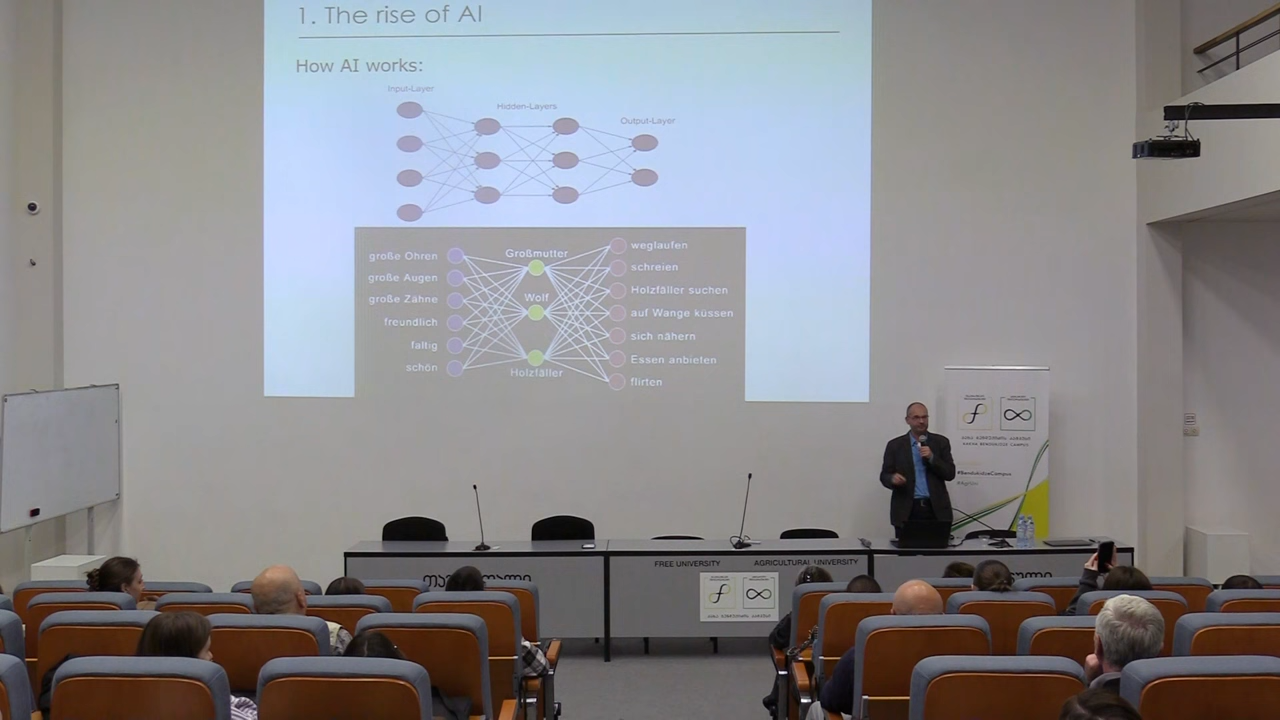 1. The rise of AI
How AI works:
Input-Layer
Hidden-Layers
Output-Layer
große Ohren
große Augen
große Zähne
freundlich
faltig
schön
Großmutter
Wolf
Holzfäller
weglaufen
schreien
Holzfäller suchen
auf Wange küssen
sich nähern
Essen anbieten
flirten
#BendukidzeCampus
FREE UNIVERSITY
AGRICULTURAL UNIVERSITY